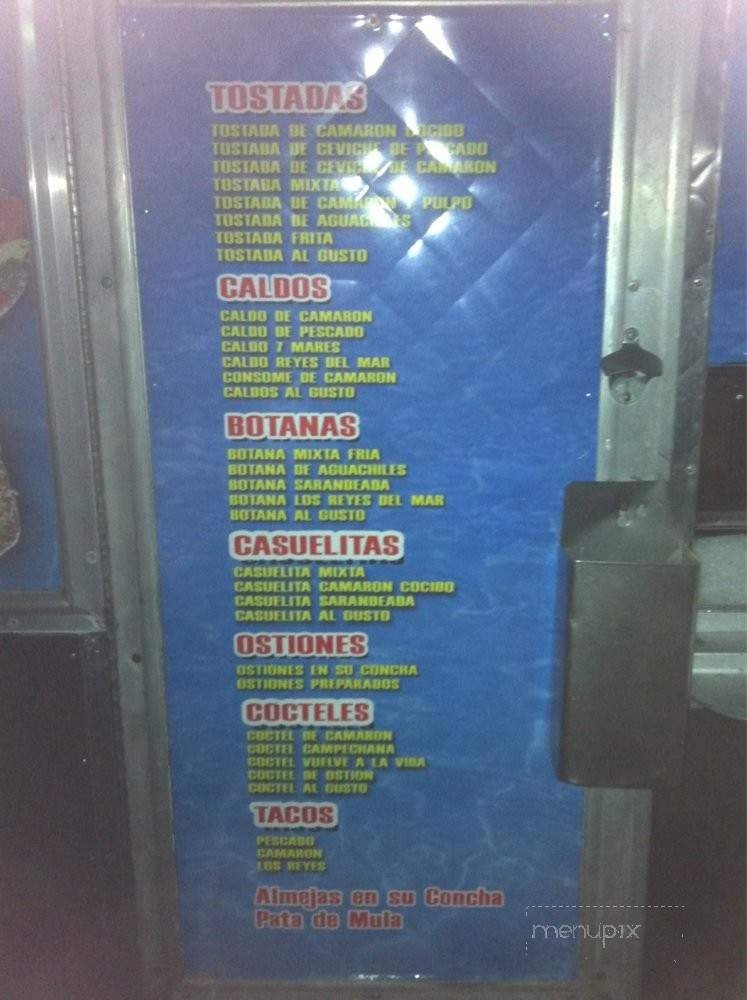 TOSTADAS
TOSTADA DE CAMARON COCIDO
TOSTADA DE CEVICHE DE PESCADO
TOSTADA DE CEVICHE DE CAMARON
TOSTADA MIXTA
TOSTADA DE CAMARON Y PULPO
TOSTADA DE AGUACHILES
TOSTADA FRITA
TOSTADA AL GUSTO
CALDOS
CALDO DE CAMARON
CALDO DE PESCADO
CALDO 7 MARES
CALDO REYES DEL MAR
CONSOME DE CAMARON
CALDOS AL GUSTO
BOTANAS
BOTANA MIXTA FRIA
BOTANA DE AGUACHILES
BOTANA SARANDEADA
BOTANA LOS REYES DEL MAR
BOTANA AL GUSTO
CASUELITAS
CASUELITA MIXTA
CASUELITA CAMARON COCIDO
CASUELITA SARANDEADA
CASUELITA AL GUSTO
OSTIONES
OSTIONES EN SU CONCHA
OSTIONES PREPARADOS
COCTELES
COCTEL DE CAMARON
COCTEL CAMPECHANA
COCTEL VUELVE A LA VIDA
COCTEL DE OSTION
COCTEL AL GUSTO
TACOS
PESCADO
CAMARON
LOS REYES
Almejas en su Concha
Pata de Mula
menupix